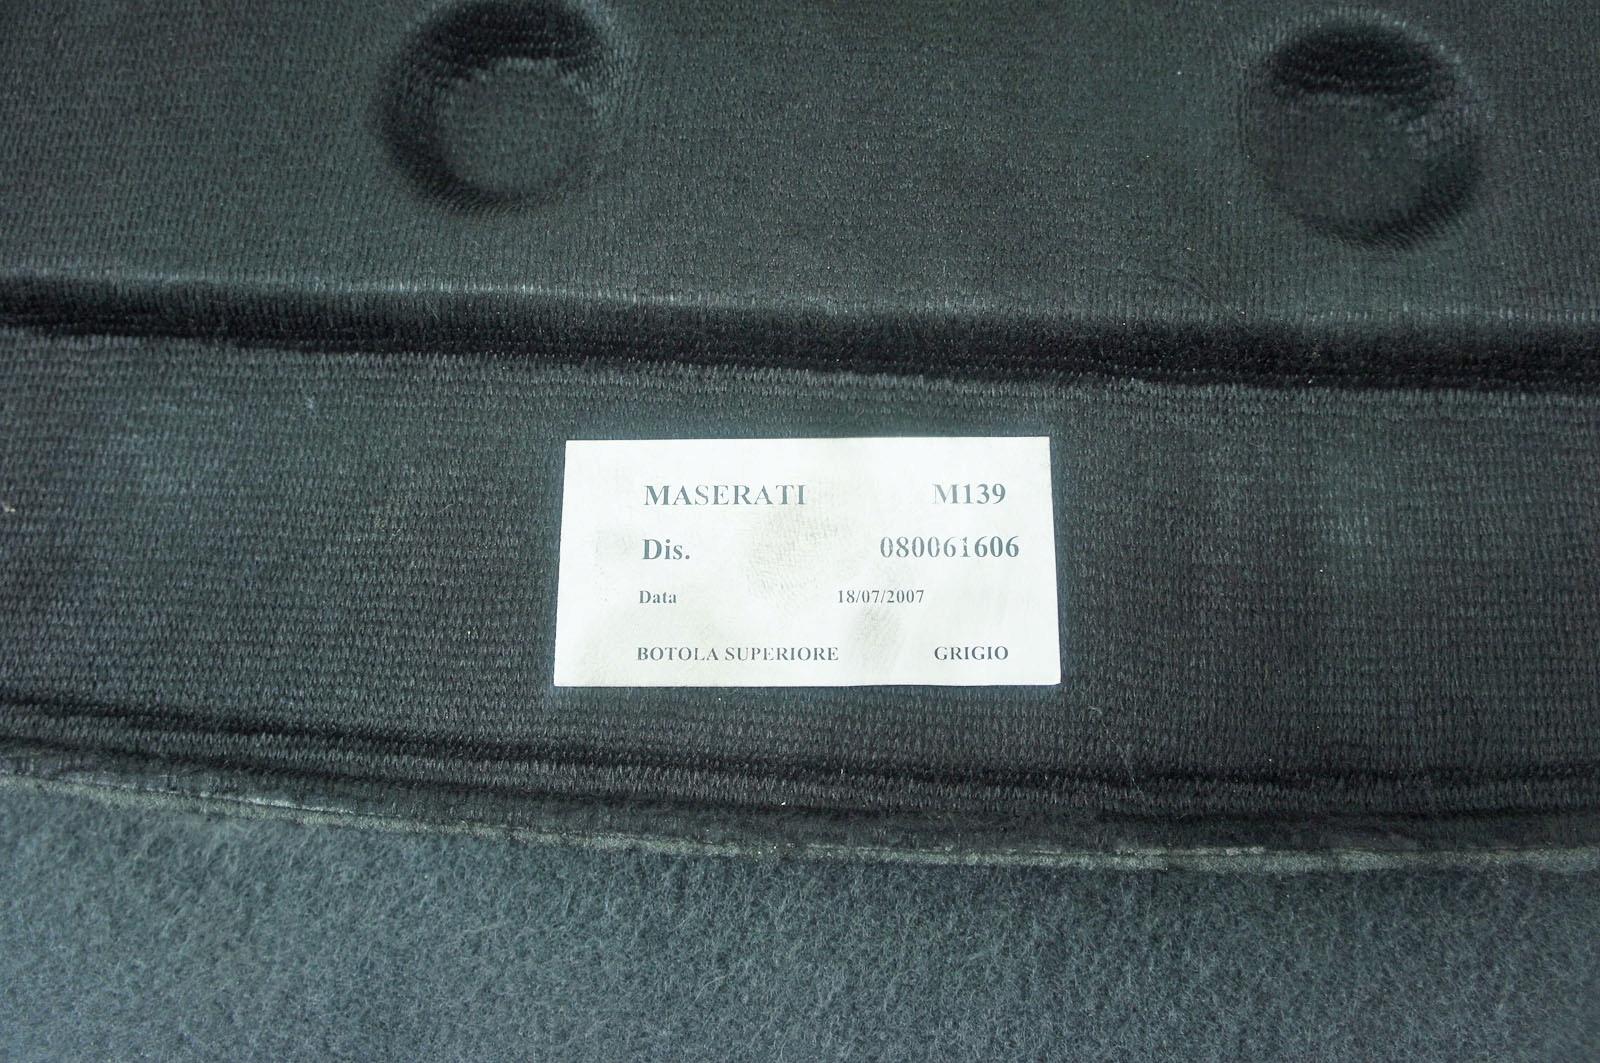 MASERATI M139
Dis. 080061606
Data 18/07/2007
BOTOLA SUPERIORE GRIGIO